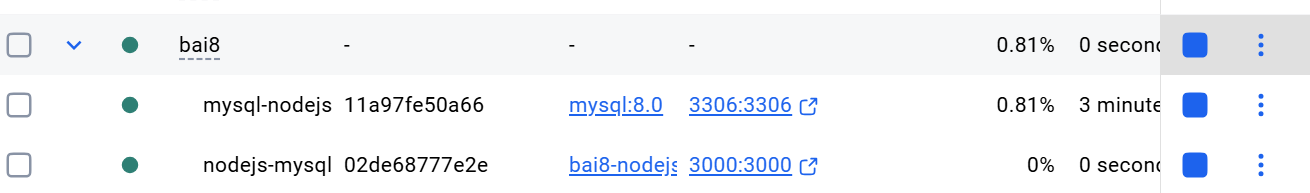 bai8 - - - 0.81% 0 second
mysql-nodejs 11a97fe50a66 mysql:8.0 3306:3306 0.81% 3 minute
nodejs-mysql 02de68777e2e bai8-nodejs 3000:3000 0% 0 second